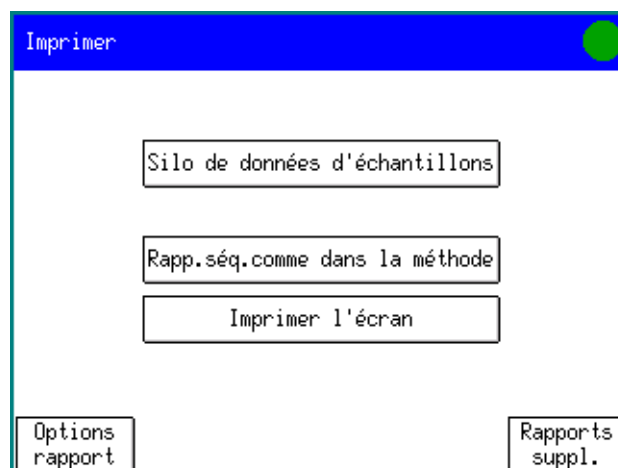 Imprimer
Silo de données d'échantillons
Rapp.séq.comme dans la méthode
Imprimer l'écran
Options
rapport
Rapports
suppl.